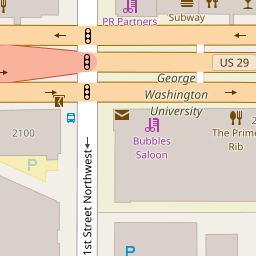 PR Partners
Subway
US 29
George
Washington
University
2100
Bubbles
Saloon
The Prime
Rib
P
1st Street Northwest
P